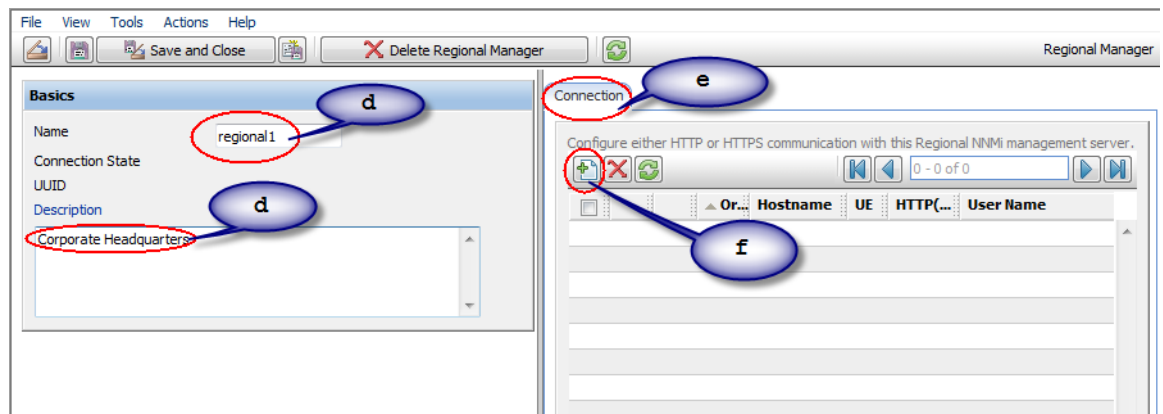 File View Tools Actions Help
Save and Close
Delete Regional Manager
Regional Manager
Basics
d
Name
regional1
Connection State
UUID
Description
d
Corporate Headquarters
Connection
e
Configure either HTTP or HTTPS communication with this Regional NNMi management server.
0 - 0 of 0
Or... Hostname UE HTTP(... User Name
f